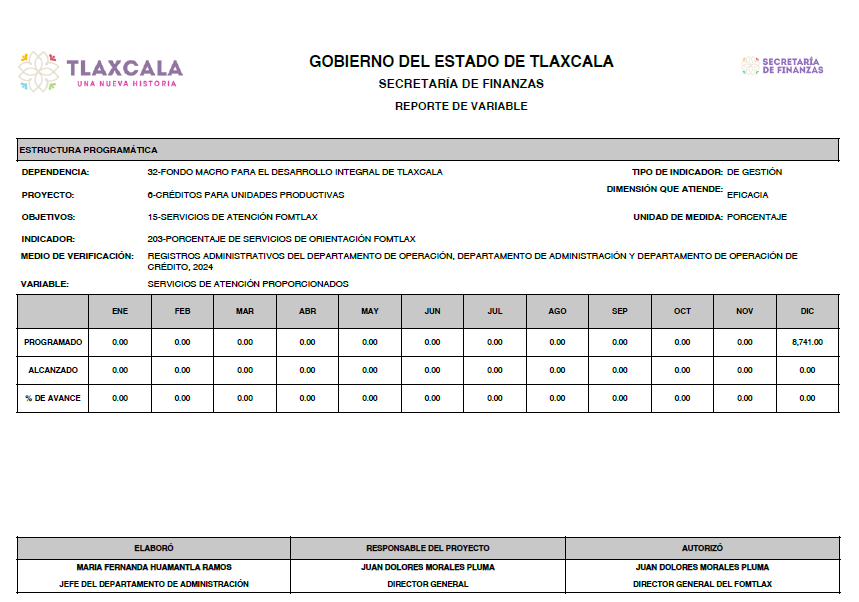 TLAXCALA
UNA NUEVA HISTORIA
GOBIERNO DEL ESTADO DE TLAXCALA
SECRETARÍA DE FINANZAS
REPORTE DE VARIABLE
SECRETARÍA
DE FINANZAS
ESTRUCTURA PROGRAMÁTICA
DEPENDENCIA: 32-FONDO MACRO PARA EL DESARROLLO INTEGRAL DE TLAXCALA TIPO DE INDICADOR: DE GESTIÓN
PROYECTO: 6-CRÉDITOS PARA UNIDADES PRODUCTIVAS DIMENSIÓN QUE ATIENDE: EFICACIA
OBJETIVOS: 15-SERVICIOS DE ATENCIÓN FOMTLAX UNIDAD DE MEDIDA: PORCENTAJE
INDICADOR: 203-PORCENTAJE DE SERVICIOS DE ORIENTACIÓN FOMTLAX
MEDIO DE VERIFICACIÓN: REGISTROS ADMINISTRATIVOS DEL DEPARTAMENTO DE OPERACIÓN, DEPARTAMENTO DE ADMINISTRACIÓN Y DEPARTAMENTO DE OPERACIÓN DE
CRÉDITO, 2024
VARIABLE: SERVICIOS DE ATENCIÓN PROPORCIONADOS
ENE FEB MAR ABR MAY JUN JUL AGO SEP OCT NOV DIC
PROGRAMADO 0.00 0.00 0.00 0.00 0.00 0.00 0.00 0.00 0.00 0.00 0.00 8,741.00
ALCANZADO 0.00 0.00 0.00 0.00 0.00 0.00 0.00 0.00 0.00 0.00 0.00 0.00
% DE AVANCE 0.00 0.00 0.00 0.00 0.00 0.00 0.00 0.00 0.00 0.00 0.00 0.00
ELABORÓ RESPONSABLE DEL PROYECTO AUTORIZÓ
MARIA FERNANDA HUAMANTLA RAMOS JUAN DOLORES MORALES PLUMA JUAN DOLORES MORALES PLUMA
JEFE DEL DEPARTAMENTO DE ADMINISTRACIÓN DIRECTOR GENERAL DIRECTOR GENERAL DEL FOMTLAX